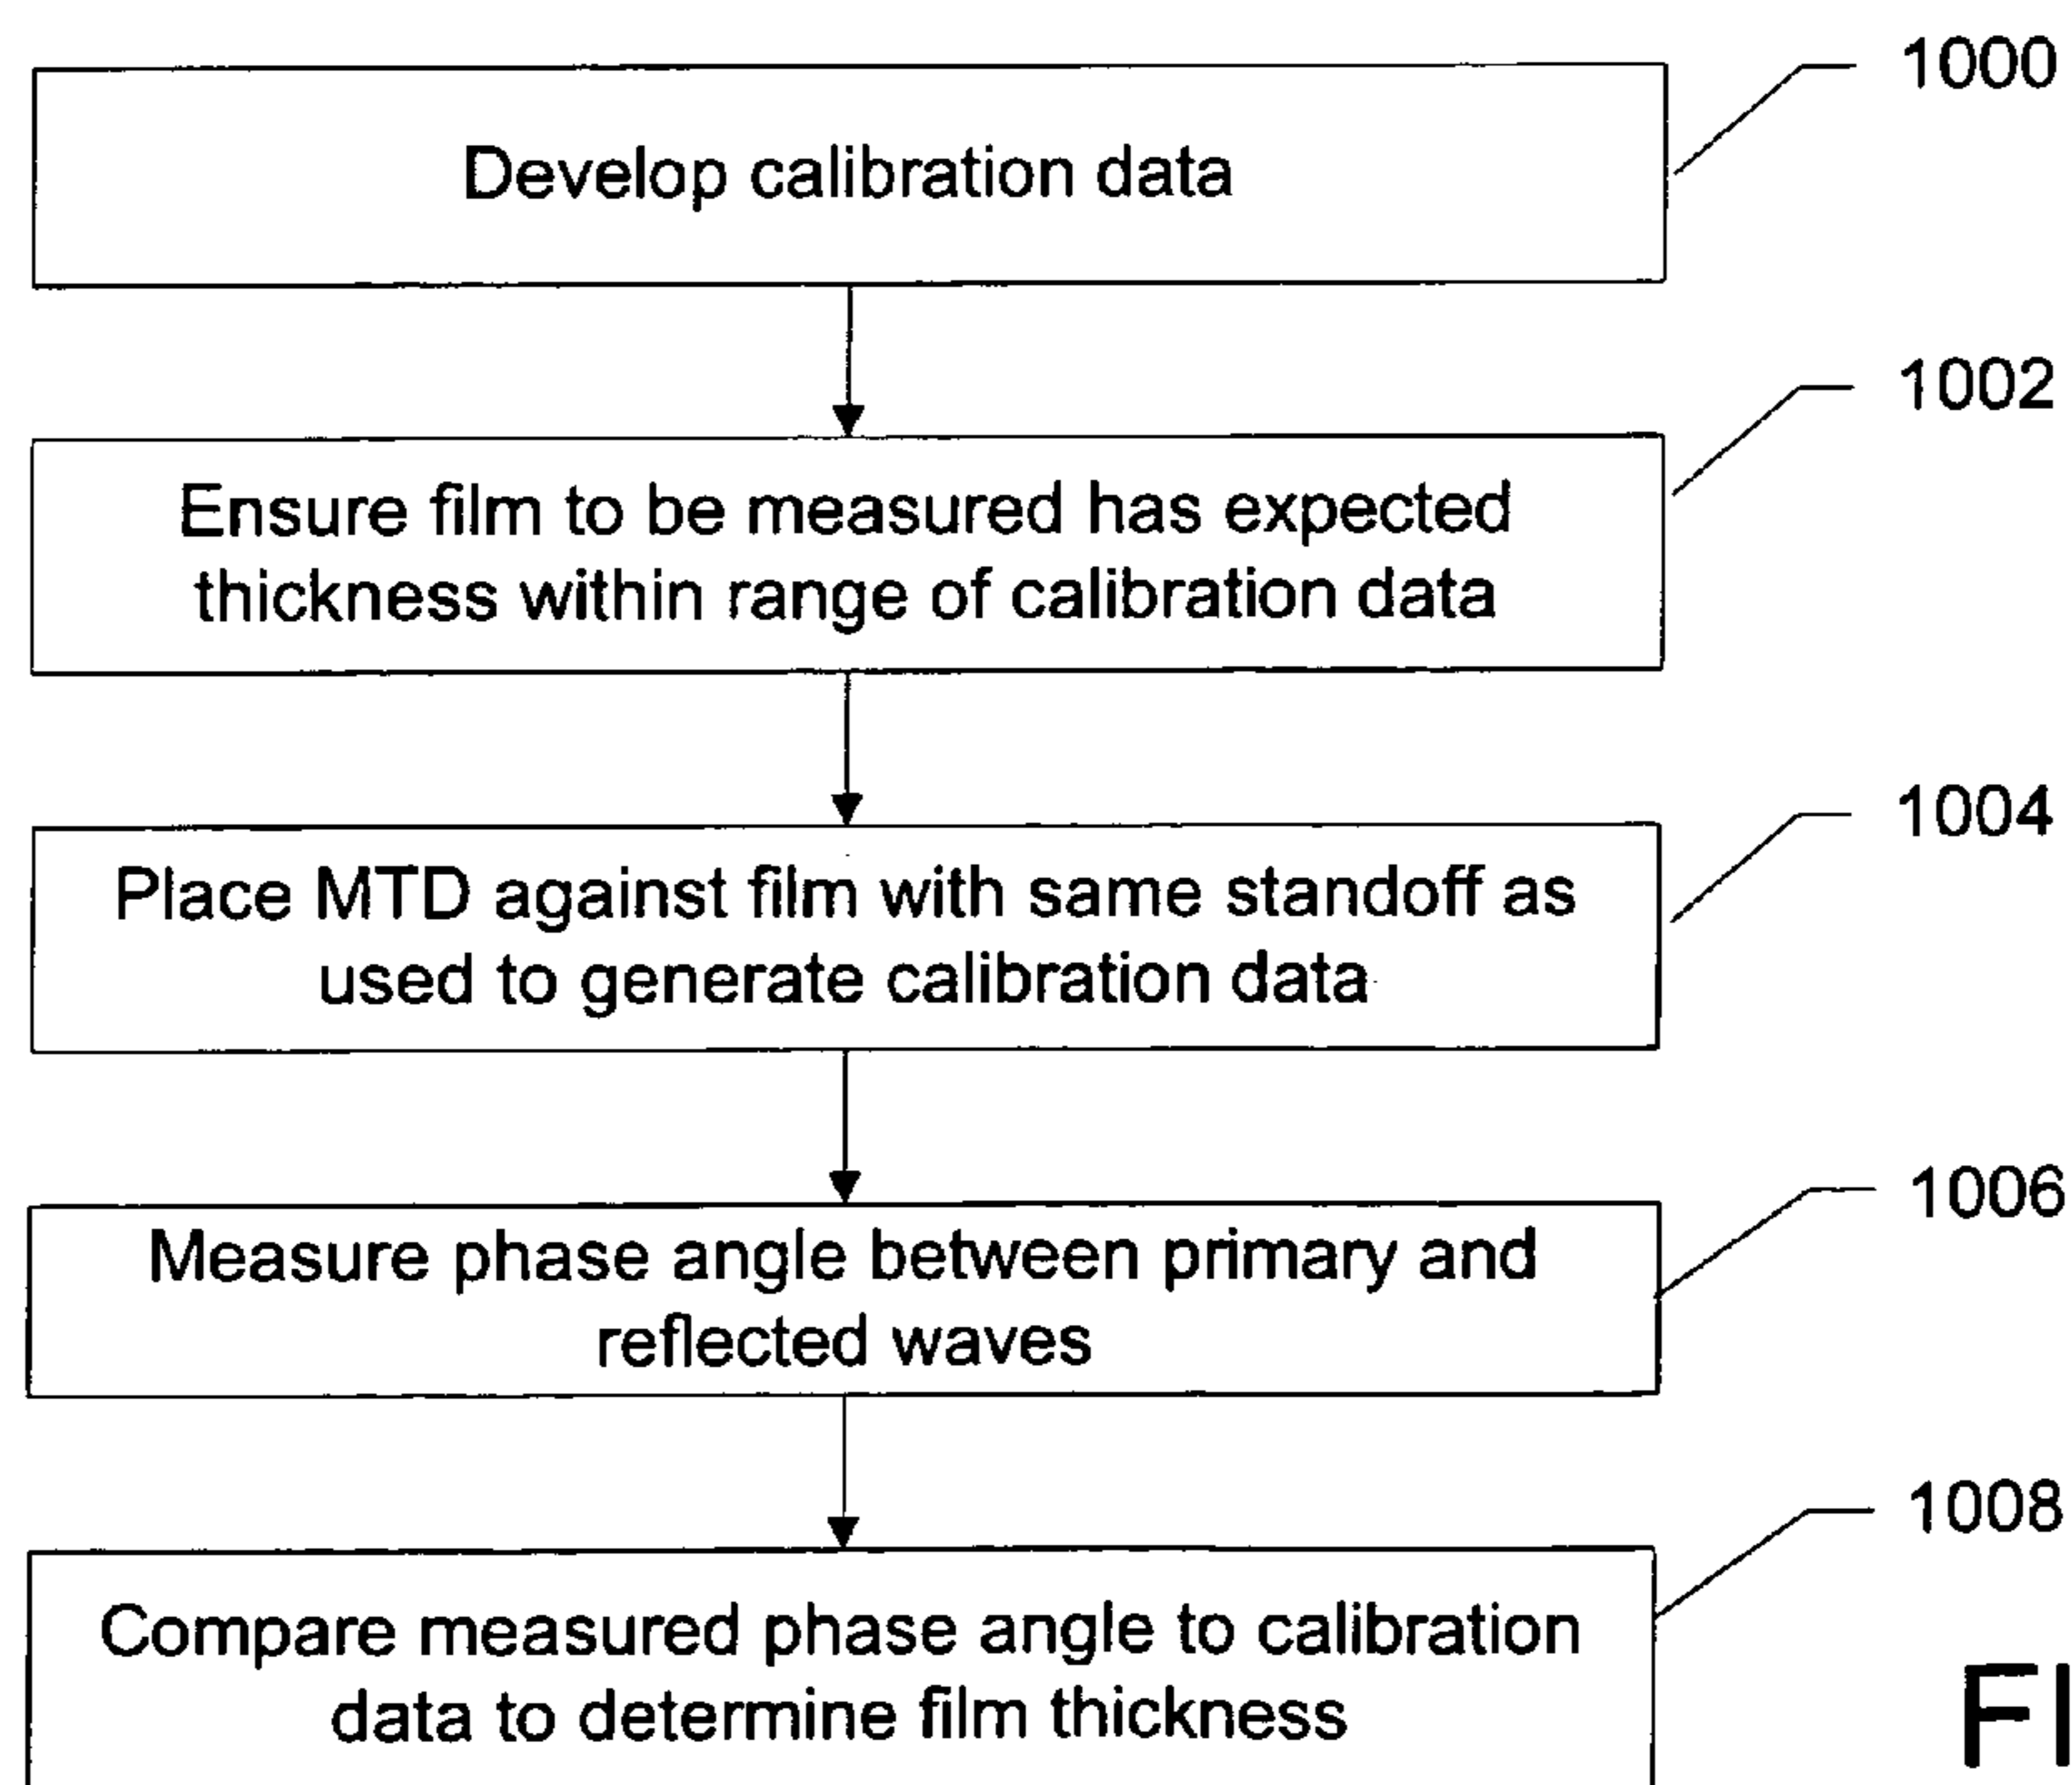 1000
Develop calibration data
1002
Ensure film to be measured has expected
thickness within range of calibration data
1004
Place MTD against film with same standoff as
used to generate calibration data
1006
Measure phase angle between primary and
reflected waves
1008
Compare measured phase angle to calibration
data to determine film thickness